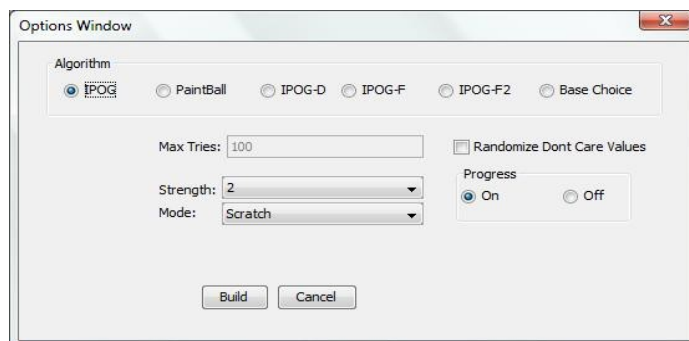 Options Window
Algorithm
IPOG PaintBall IPOG-D IPOG-F IPOG-F2 Base Choice
Max Tries: 100 Randomize Dont Care Values
Progress
Strength: 2 On Off
Mode: Scratch
Build Cancel